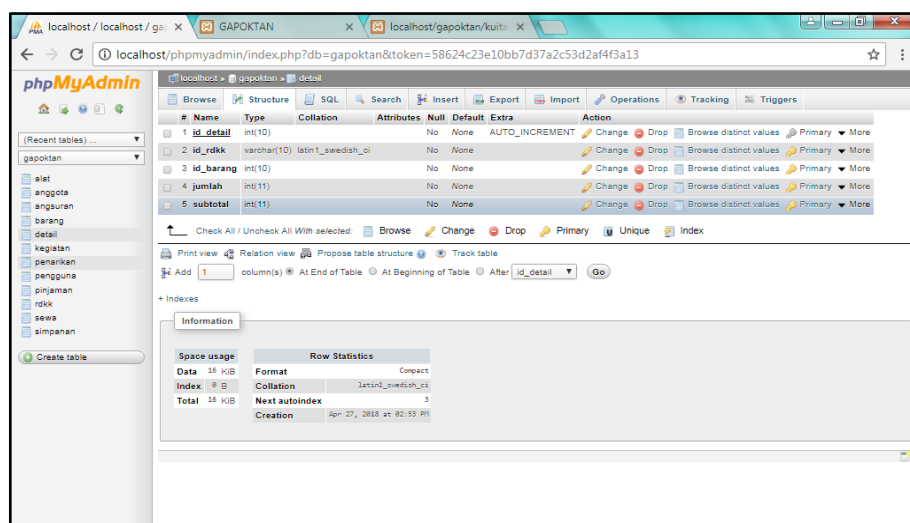 localhost / localhost / ga
GAPOKTAN
localhost/gapoktan/kuita
localhost/phpmyadmin/index.php?db=gapoktan&token=58624c23e10bb7d37a2c53d2af4f3a13
phpMyAdmin
(Recent tables) ...
gapoktan
alat
anggota
angsuran
barang
detail
kegiatan
penarikan
pengguna
pinjaman
rdkk
sewa
simpanan
Create table
localhost » gapoktan » detail
Browse Structure SQL Search Insert Export Import Operations Tracking Triggers
# Name Type Collation Attributes Null Default Extra Action
1 id_detail int(10) No None AUTO_INCREMENT Change Drop Browse distinct values Primary More
2 id_rdkk varchar(10) latin1_swedish_ci No None Change Drop Browse distinct values Primary More
3 id_barang int(10) No None Change Drop Browse distinct values Primary More
4 jumlah int(11) No None Change Drop Browse distinct values Primary More
5 subtotal int(11) No None Change Drop Browse distinct values Primary More
Check All / Uncheck All With selected: Browse Change Drop Primary Unique Index
Print view Relation view Propose table structure Track table
Add 1 column(s) At End of Table At Beginning of Table After id_detail Go
+ Indexes
Information
Space usage
Data 16 KiB
Index 0 B
Total 16 KiB
Row Statistics
Format Compact
Collation latin1_swedish_ci
Next autoindex 3
Creation Apr 27, 2018 at 02:53 PM